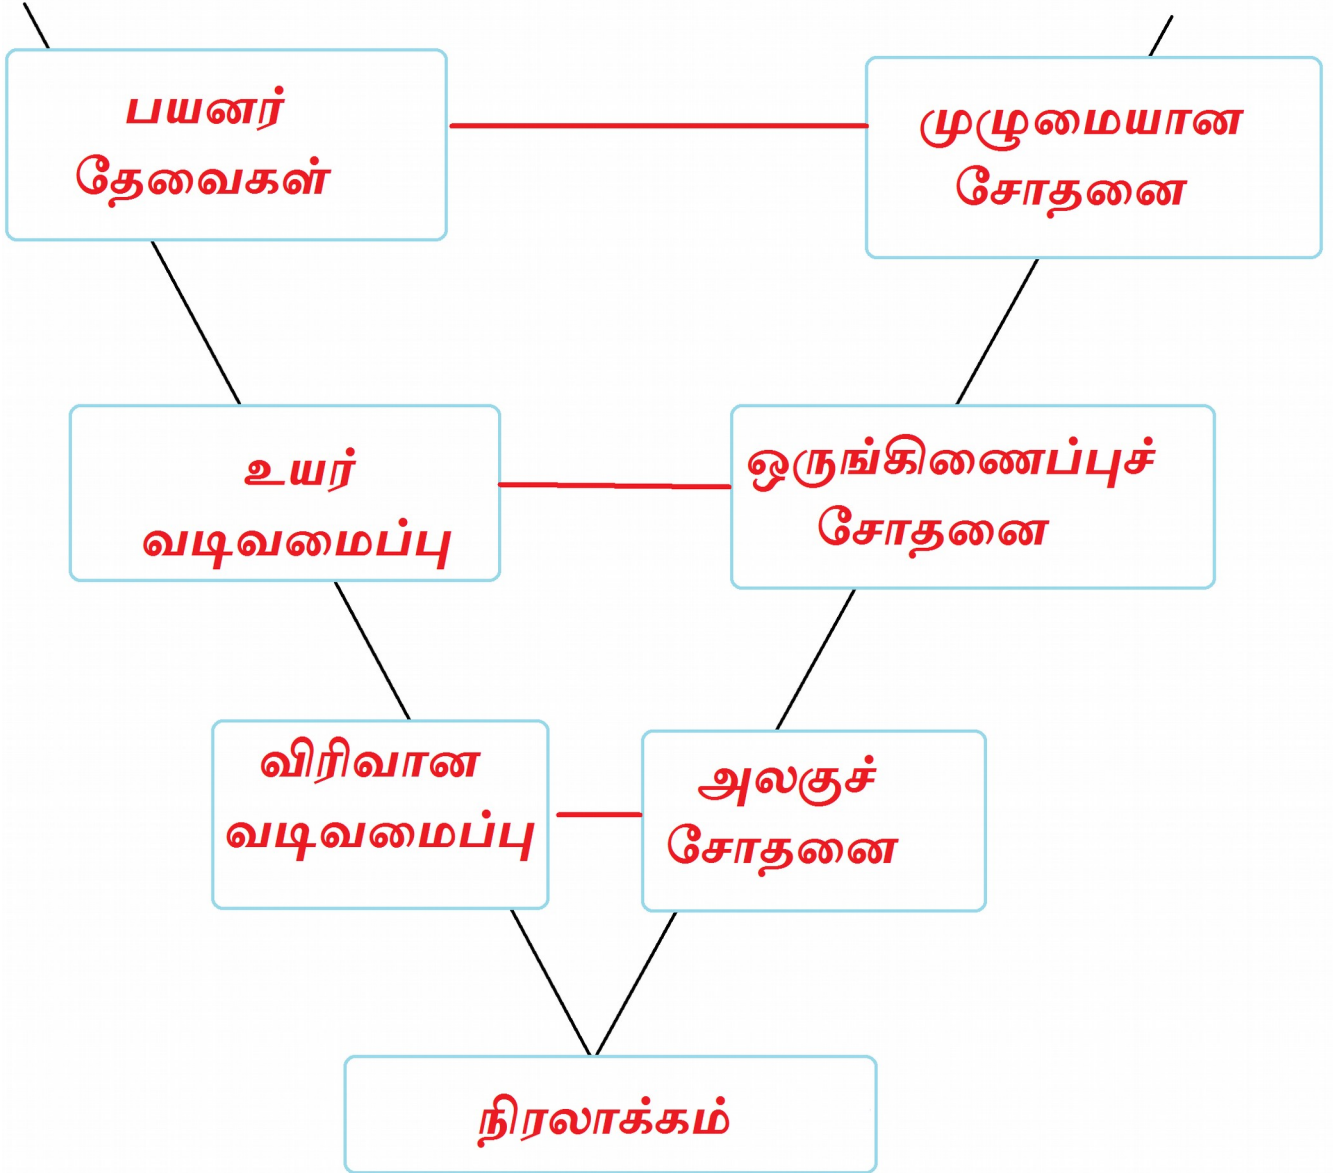 பயனர்
தேவைகள்
முழுமையான
சோதனை
உயர்
வடிவமைப்பு
ஒருங்கிணைப்புச்
சோதனை
விரிவான
வடிவமைப்பு
அலகுச்
சோதனை
நிரலாக்கம்